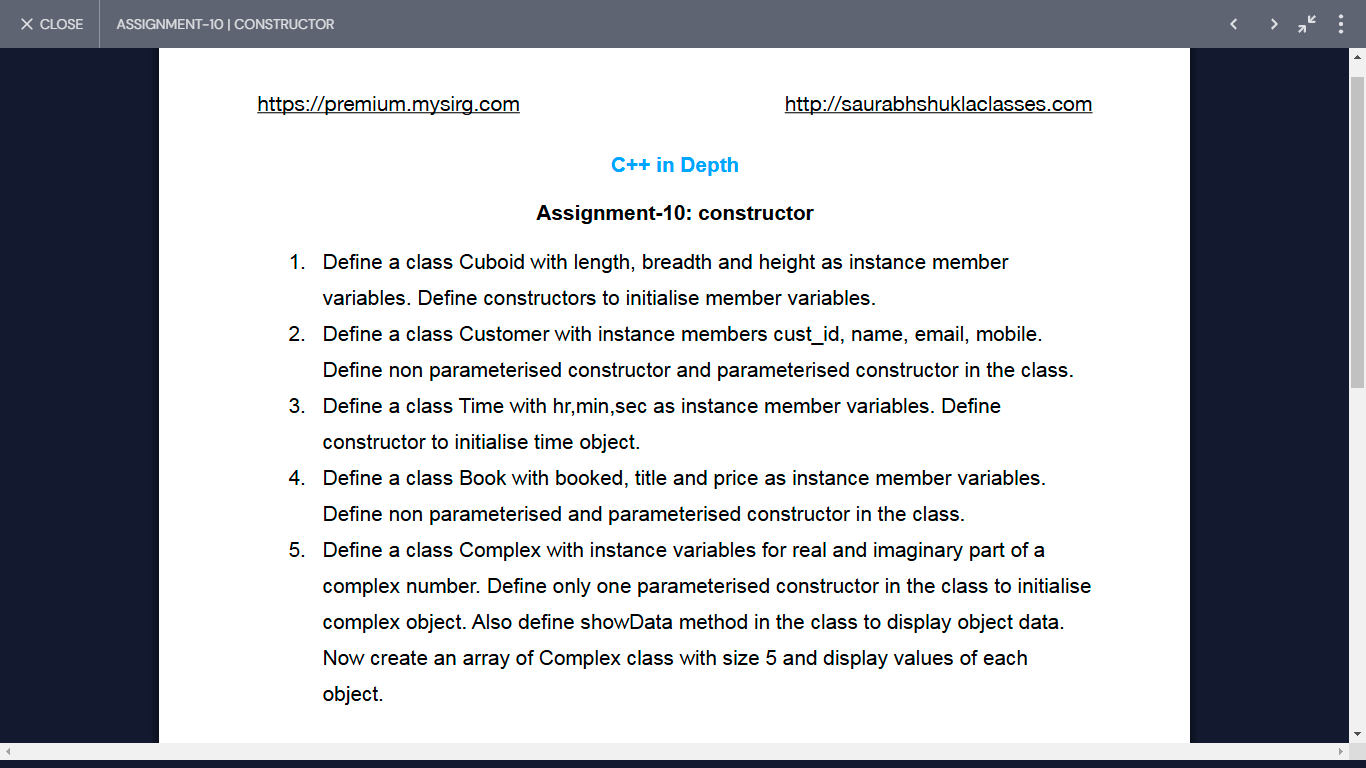 CLOSE
ASSIGNMENT-10 | CONSTRUCTOR
https://premium.mysirg.com
http://saurabhshuklaclasses.com
C++ in Depth
Assignment-10: constructor
1. Define a class Cuboid with length, breadth and height as instance member
variables. Define constructors to initialise member variables.
2. Define a class Customer with instance members cust_id, name, email, mobile.
Define non parameterised constructor and parameterised constructor in the class.
3. Define a class Time with hr,min,sec as instance member variables. Define
constructor to initialise time object.
4. Define a class Book with booked, title and price as instance member variables.
Define non parameterised and parameterised constructor in the class.
5. Define a class Complex with instance variables for real and imaginary part of a
complex number. Define only one parameterised constructor in the class to initialise
complex object. Also define showData method in the class to display object data.
Now create an array of Complex class with size 5 and display values of each
object.